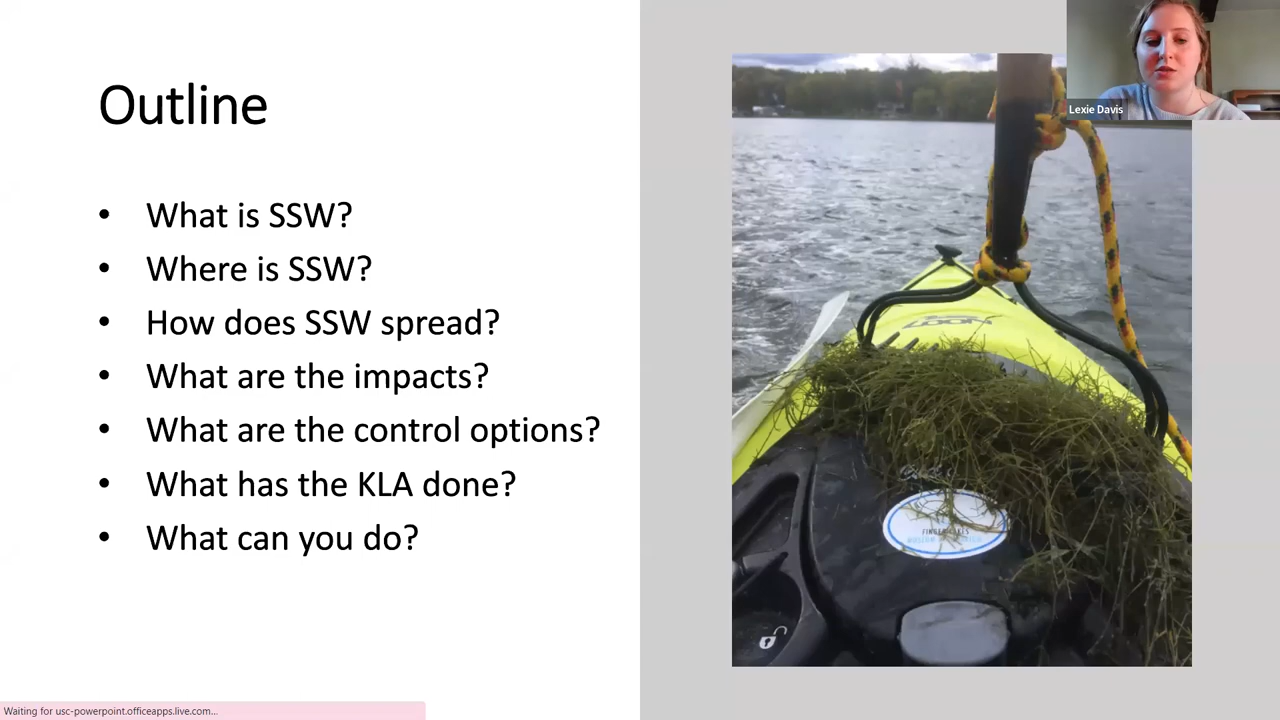 Outline
• What is SSW?
• Where is SSW?
• How does SSW spread?
• What are the impacts?
• What are the control options?
• What has the KLA done?
• What can you do?
Lexie Davis
FINGER LAKES
Waiting for usc-powerpoint.officeapps.live.com...